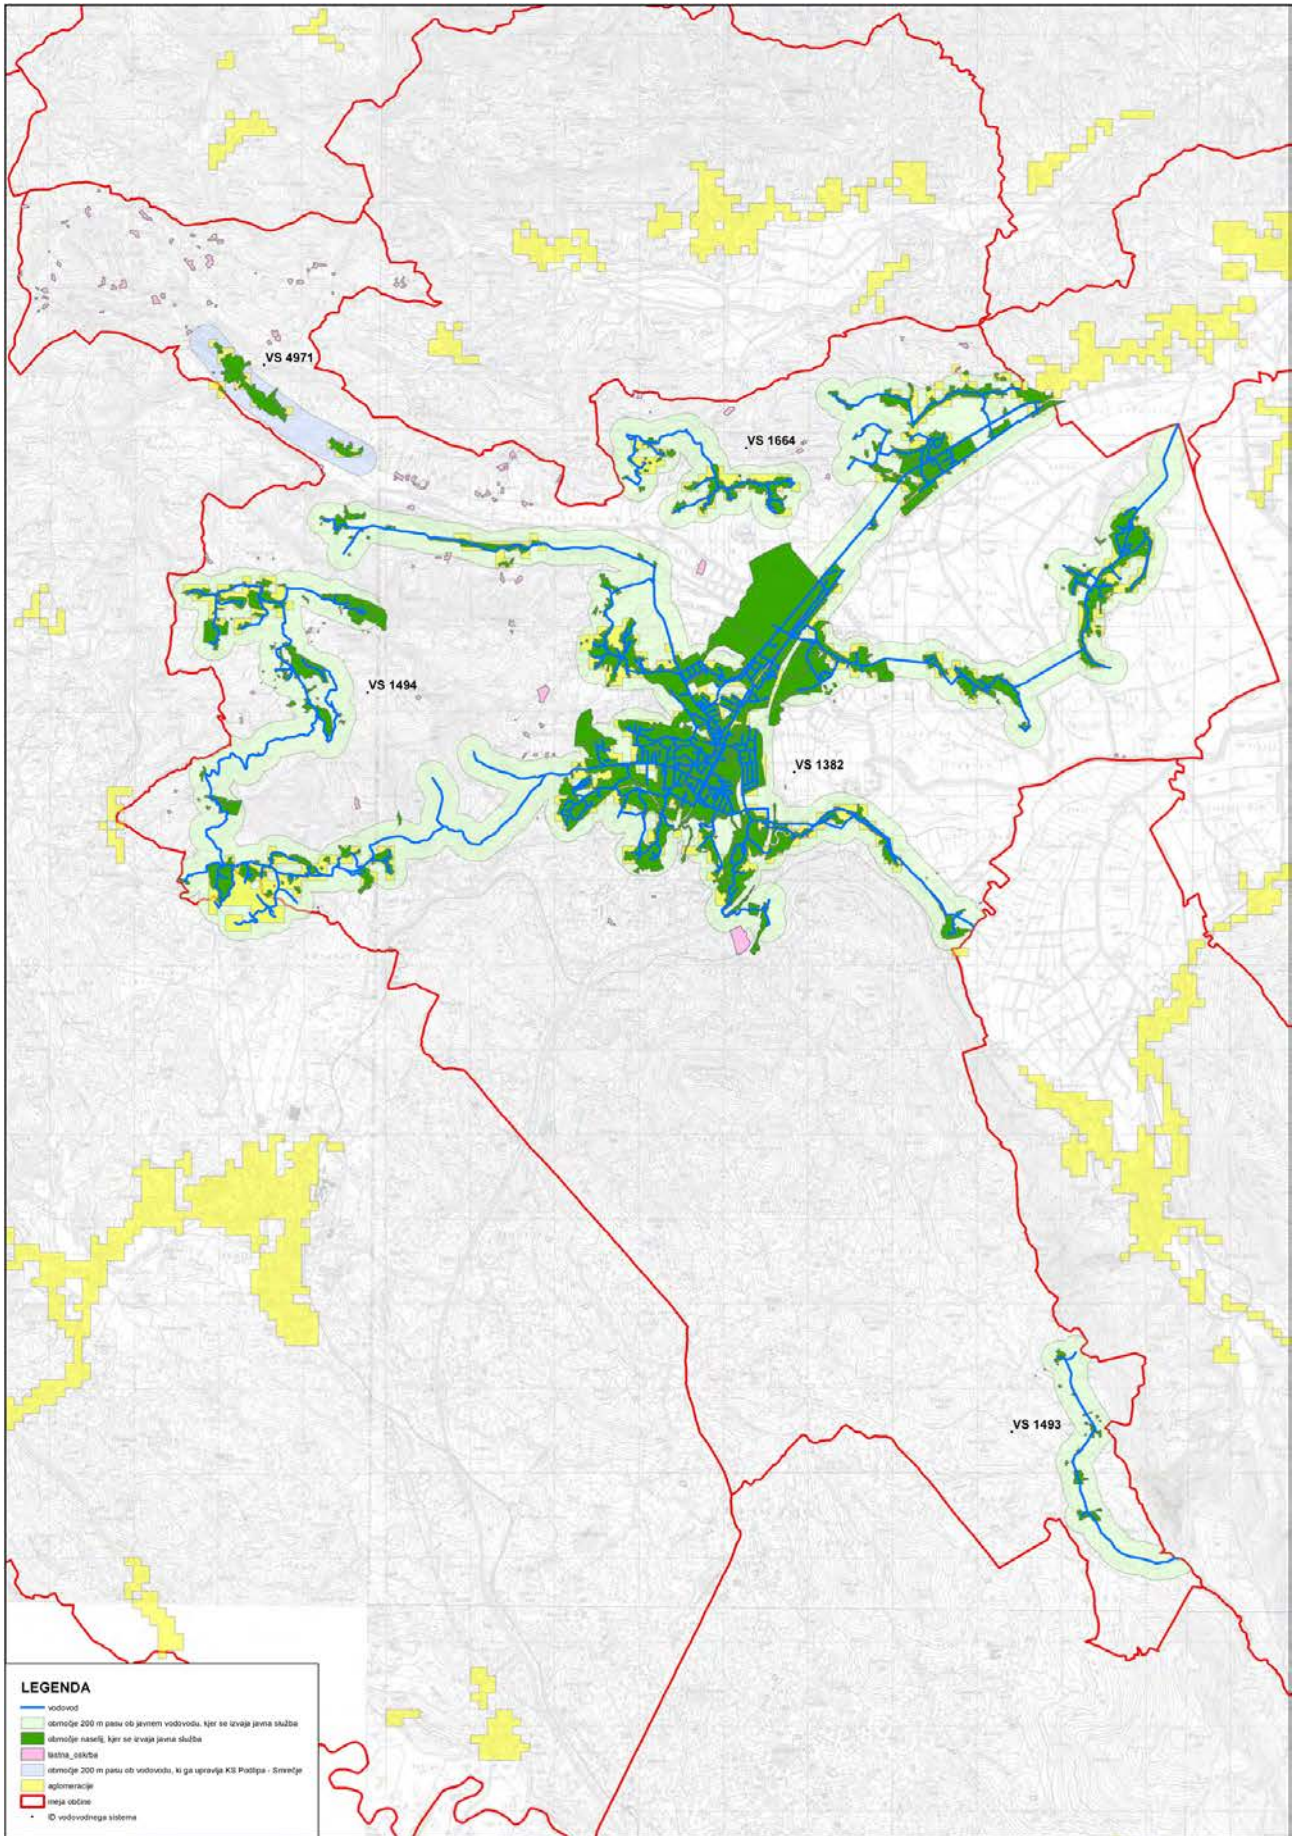 VS 4971
VS 1664
VS 1494
VS 1382
VS 1493
LEGENDA
vodovod
območje 200 m pasu ob javnem vodovodu, kjer se izvaja javna služba
območje naselij, kjer se izvaja javna služba
lastna_oskrba
območje 200 m pasu ob vodovodu, ki ga upravlja KS Podlipa - Smrečje
aglomeracije
meja občine
ID vodovodnega sistema